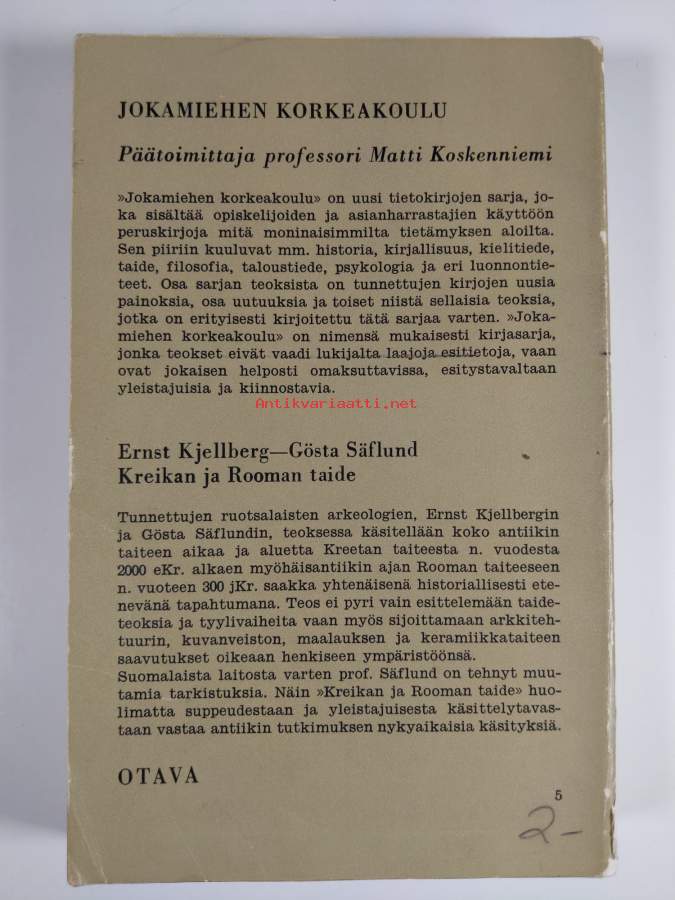 JOKAMIEHEN KORKEAKOULU
Päätoimittaja professori Matti Koskenniemi
»Jokamiehen korkeakoulu» on uusi tietokirjojen sarja, jo-
ka sisältää opiskelijoiden ja asianharrastajien käyttöön
peruskirjoja mitä moninaisimmilta tietämyksen aloilta.
Sen piiriin kuuluvat mm. historia, kirjallisuus, kielitiede,
taide, filosofia, taloustiede, psykologia ja eri luonnontie-
teet. Osa sarjan teoksista on tunnettujen kirjojen uusia
painoksia, osa uutuuksia ja toiset niistä sellaisia teoksia,
jotka on erityisesti kirjoitettu tätä sarjaa varten. »Joka-
miehen korkeakoulu» on nimensä mukaisesti kirjasarja,
jonka teokset eivät vaadi lukijalta laajoja esitietoja, vaan
ovat jokaisen helposti omaksuttavissa, esitystavaltaan
yleistajuisia ja kiinnostavia.
Antikvariaatti.net
Ernst Kjellberg—Gösta Säflund
Kreikan ja Rooman taide
Tunnettujen ruotsalaisten arkeologien, Ernst Kjellbergin
ja Gösta Säflundin, teoksessa käsitellään koko antiikin
taiteen aikaa ja aluetta Kreetan taiteesta n. vuodesta
2000 eKr. alkaen myöhäisantiikin ajan Rooman taiteeseen
n. vuoteen 300 jKr. saakka yhtenäisenä historiallisesti ete-
nevänä tapahtumana. Teos ei pyri vain esittelemään taide-
teoksia ja tyylivaiheita vaan myös sijoittamaan arkkiteh-
tuurin, kuvanveiston, maalauksen ja keramiikkataiteen
saavutukset oikeaan henkiseen ympäristöönsä.
Suomalaista laitosta varten prof. Säflund on tehnyt muu-
tamia tarkistuksia. Näin »Kreikan ja Rooman taide» huo-
limatta suppeudestaan ja yleistajuisesta käsittelytavas-
taan vastaa antiikin tutkimuksen nykyaikaisia käsityksiä.
OTAVA
5
2-